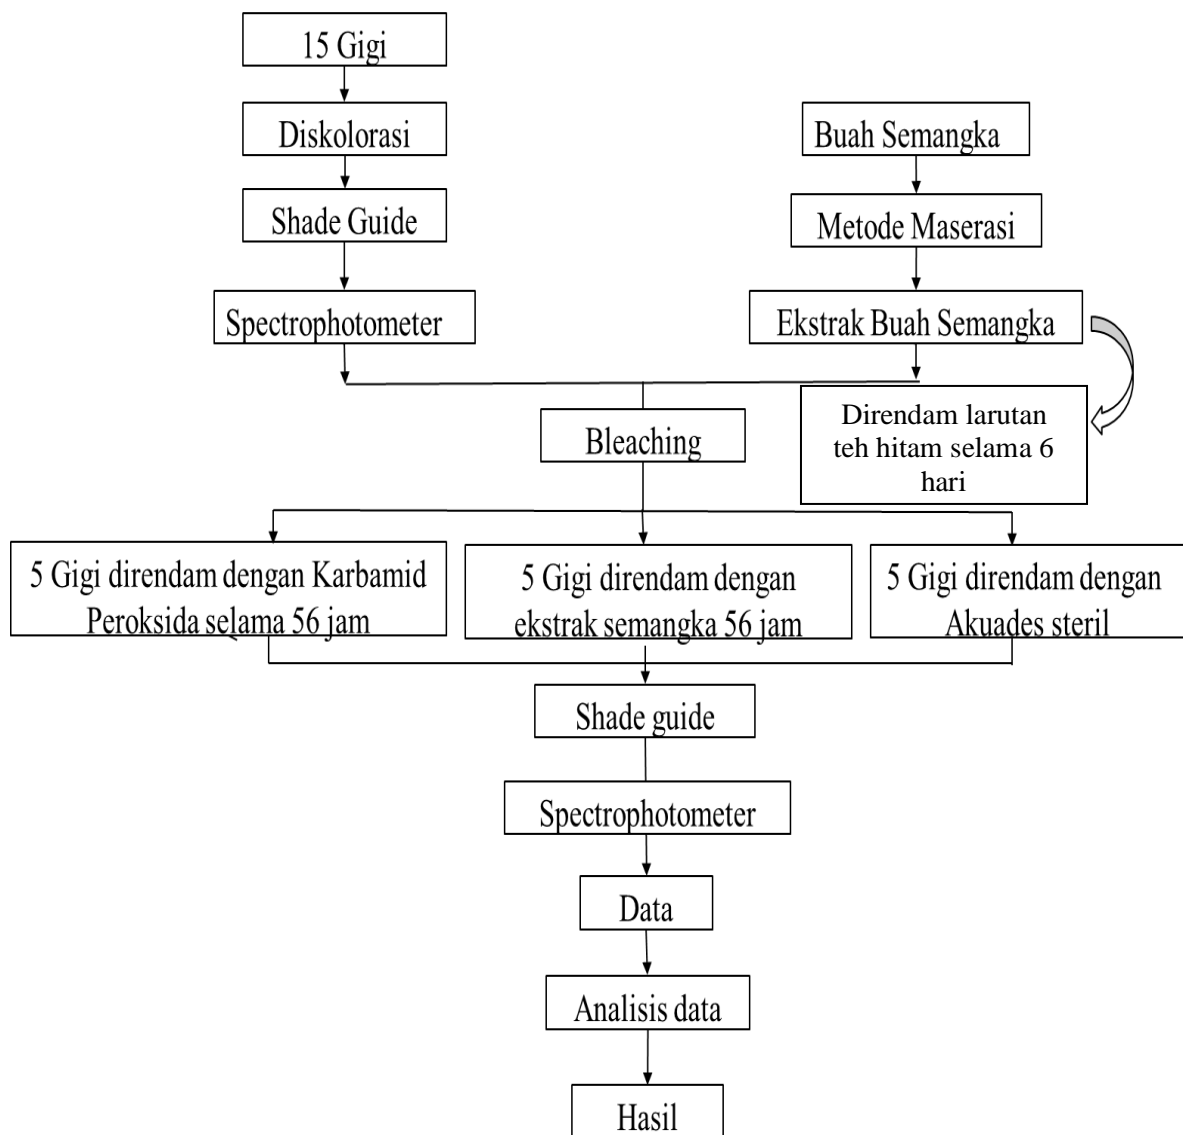 15 Gigi
Diskolorasi
Buah Semangka
Shade Guide
Metode Maserasi
Spectrophotometer
Ekstrak Buah Semangka
Direndam larutan
teh hitam selama 6
hari
Bleaching
5 Gigi direndam dengan Karbamid
Peroksida selama 56 jam
5 Gigi direndam dengan
ekstrak semangka 56 jam
5 Gigi direndam dengan
Akuades steril
Shade guide
Spectrophotometer
Data
Analisis data
Hasil